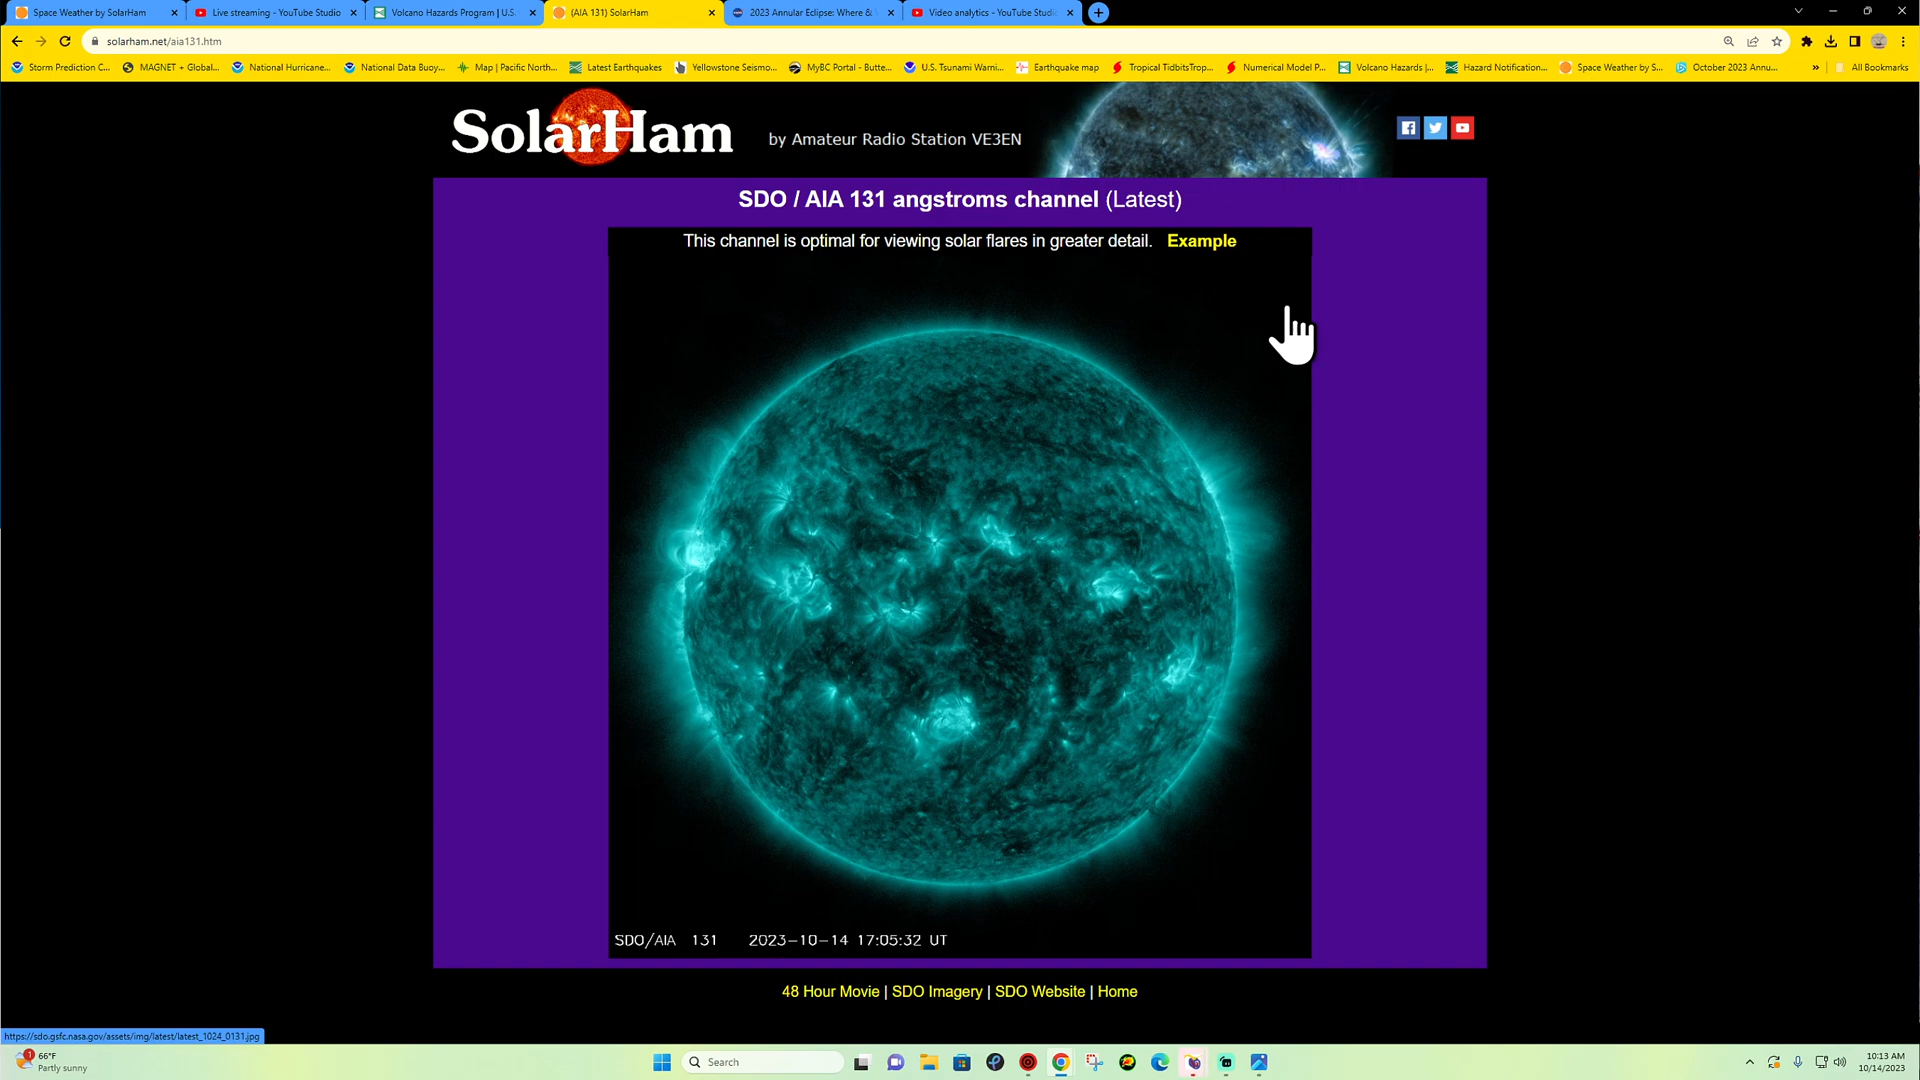 Space Weather by SolarHam
Live streaming - YouTube Studio
Volcano Hazards Program | U.S.
(AIA 131) SolarHam
2023 Annular Eclipse: Where &
Video analytics - YouTube Studio
solarham.net/aia131.htm
Storm Prediction C...
MAGNET + Global...
National Hurricane...
National Data Buoy...
Map | Pacific North...
Latest Earthquakes
Yellowstone Seismo...
MyBC Portal - Butte...
U.S. Tsunami Warni...
Earthquake map
Tropical TidbitsTrop...
Numerical Model P...
Volcano Hazards |...
Hazard Notification...
Space Weather by S...
October 2023 Annu...
All Bookmarks
SolarHam
by Amateur Radio Station VE3EN
SDO / AIA 131 angstroms channel (Latest)
This channel is optimal for viewing solar flares in greater detail. Example
SDO/AIA 131 2023-10-14 17:05:32 UT
48 Hour Movie | SDO Imagery | SDO Website | Home
https://sdo.gsfc.nasa.gov/assets/img/latest/latest_1024_0131.jpg
1
66°F
Partly sunny
Search
10:13 AM
10/14/2023